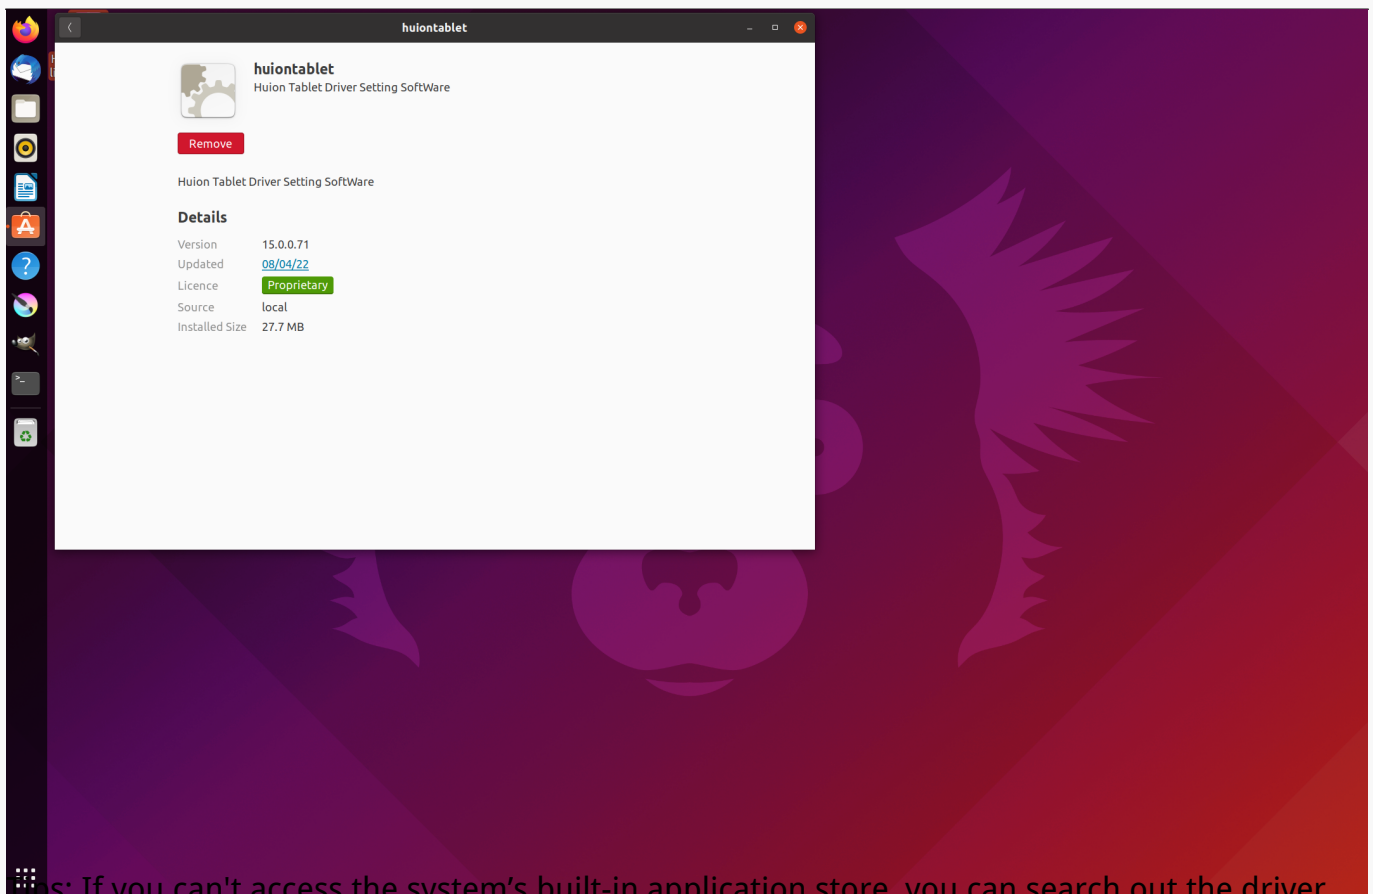 huiontablet
huiontablet
Huion Tablet Driver Setting SoftWare
Remove
Huion Tablet Driver Setting SoftWare
Details
Version 15.0.0.71
Updated 08/04/22
Licence Proprietary
Source local
Installed Size 27.7 MB
If you can't access the system’s built-in application store, you can search out the driver